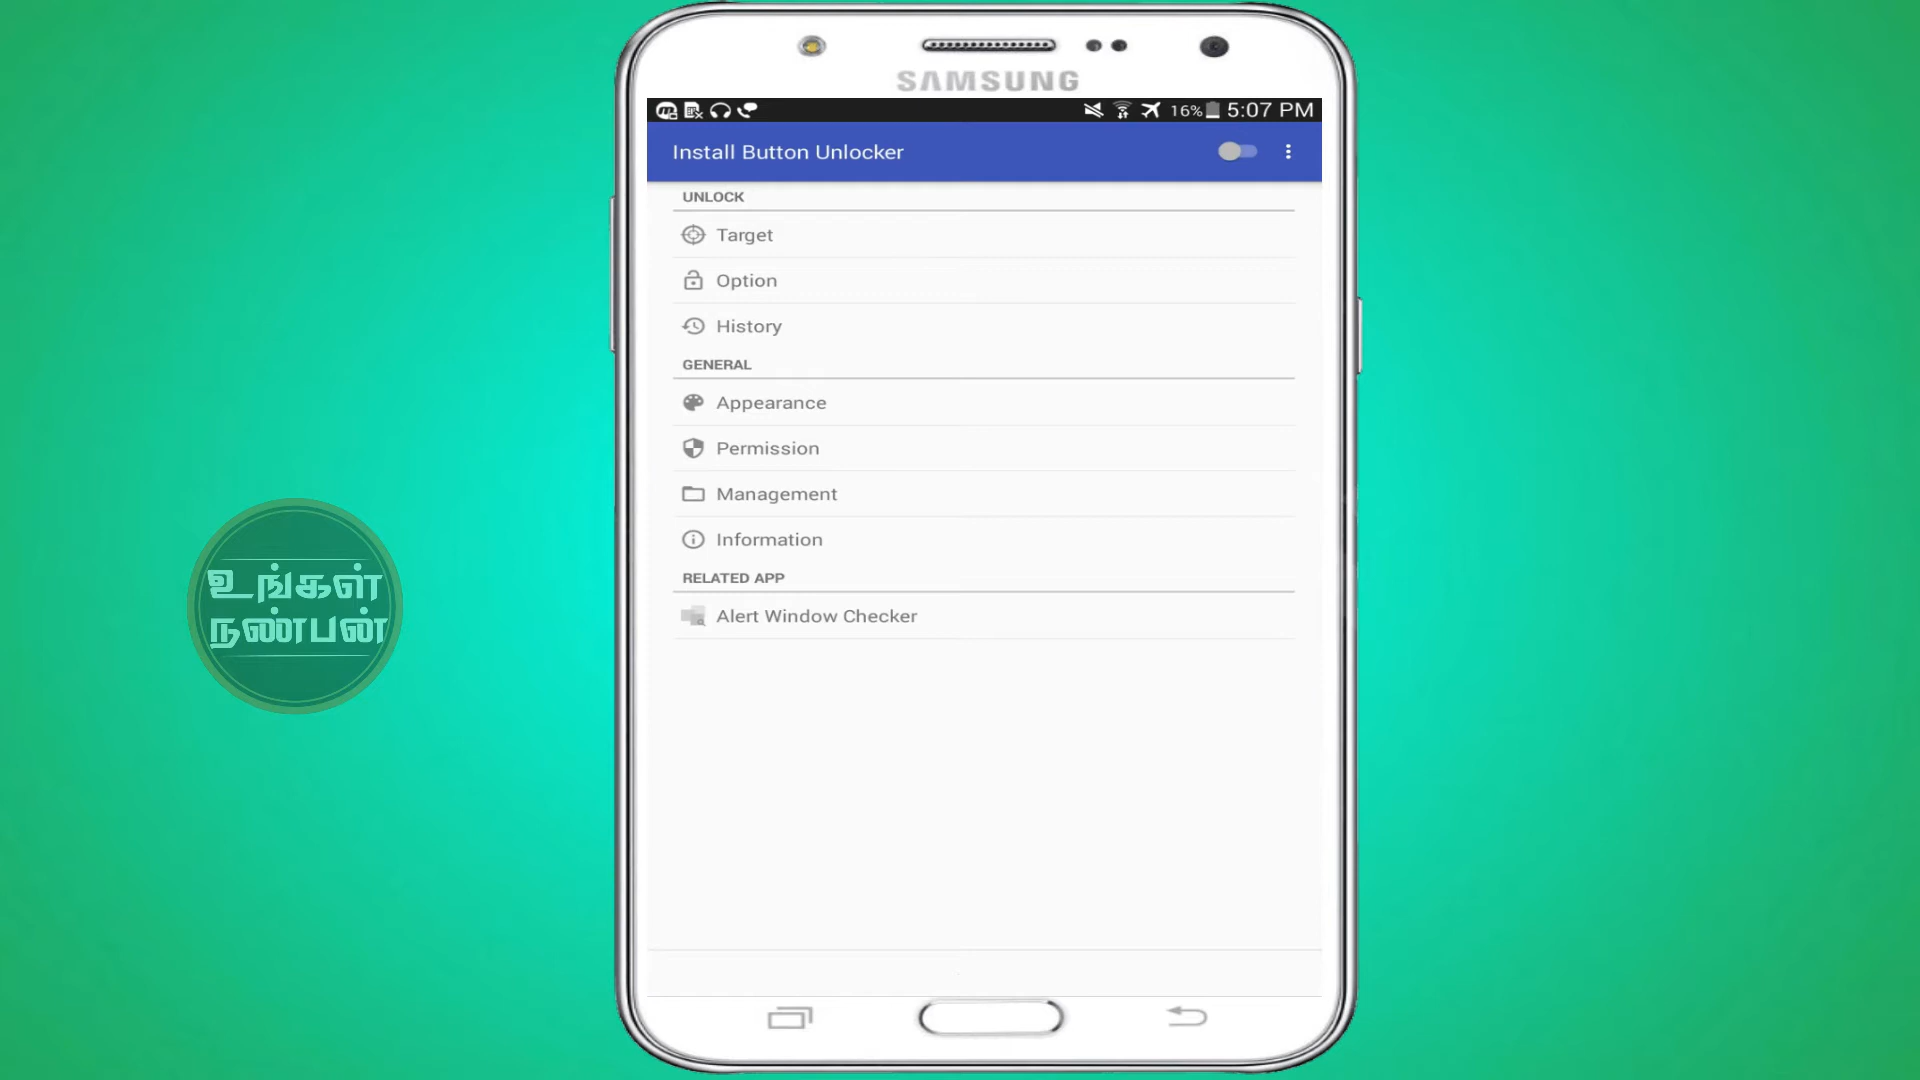 SAMSUNG
16% 5:07 PM
Install Button Unlocker
UNLOCK
Target
Option
History
GENERAL
Appearance
Permission
Management
Information
RELATED APP
Alert Window Checker
உங்கள்
நண்பன்